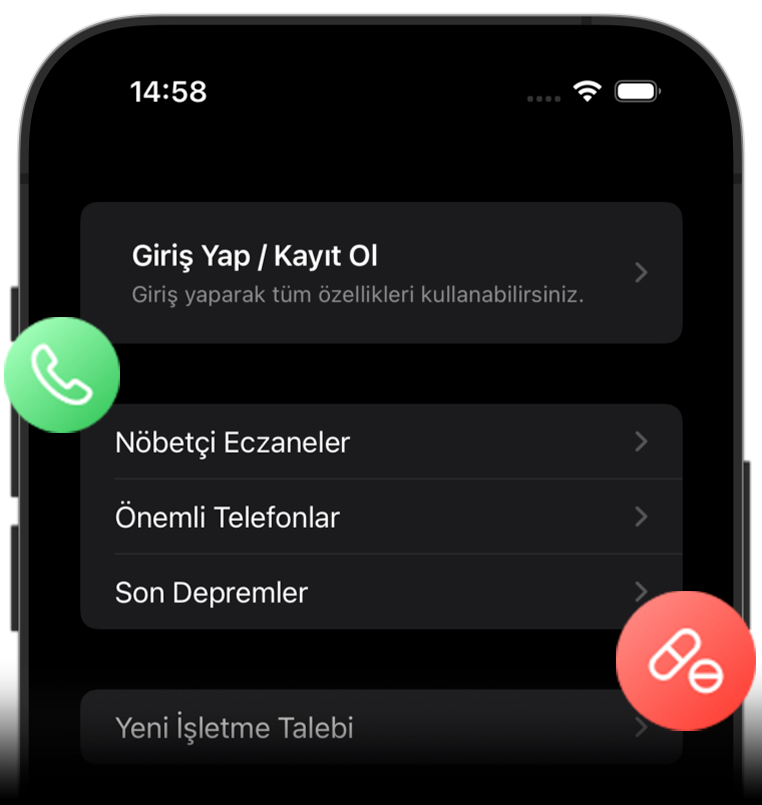 14:58
Giriş Yap / Kayıt Ol
Giriş yaparak tüm özellikleri kullanabilirsiniz.
Nöbetçi Eczaneler
Önemli Telefonlar
Son Depremler
Yeni İşletme Talebi